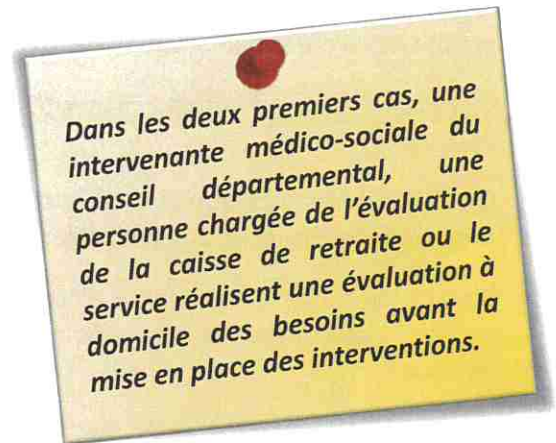 Dans les deux premiers cas, une
intervenante médico-sociale du
conseil départemental, une
personne chargée de l'évaluation
de la caisse de retraite ou le
service réalisent une évaluation à
domicile des besoins avant la
mise en place des interventions.